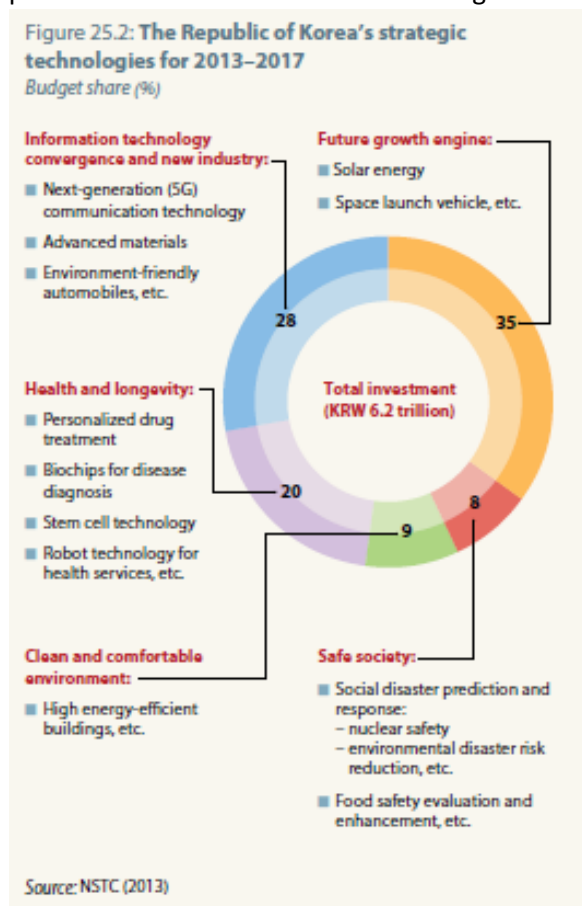 Figure 25.2: The Republic of Korea's strategic
technologies for 2013–2017
Budget share (%)
Information technology
convergence and new industry:
■ Next-generation (5G)
communication technology
■ Advanced materials
■ Environment-friendly
automobiles, etc.
Future growth engine:
■ Solar energy
■ Space launch vehicle, etc.
28
35
Health and longevity:
■ Personalized drug
treatment
■ Biochips for disease
diagnosis
■ Stem cell technology
■ Robot technology for
health services, etc.
Total investment
(KRW 6.2 trillion)
20
8
9
Clean and comfortable
environment:
■ High energy-efficient
buildings, etc.
Safe society:
■ Social disaster prediction and
response:
– nuclear safety
– environmental disaster risk
reduction, etc.
■ Food safety evaluation and
enhancement, etc.
Source: NSTC (2013)